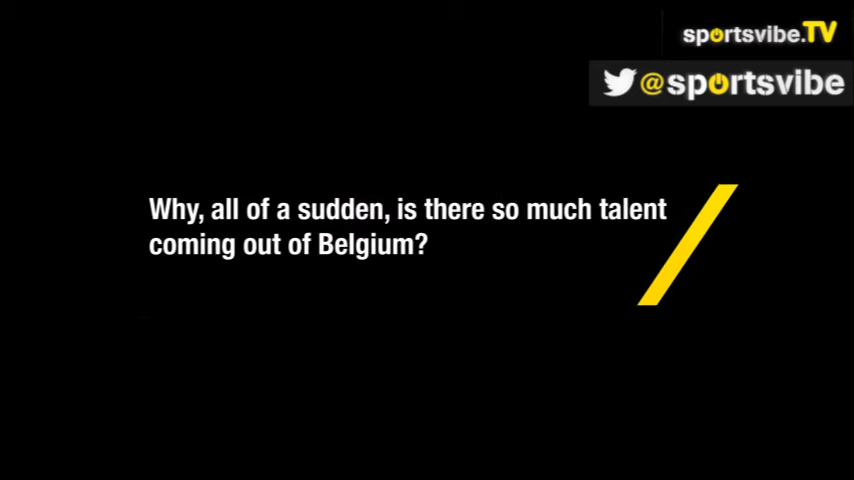 sportsvibe.TV
@sportsvibe
Why, all of a sudden, is there so much talent
coming out of Belgium?